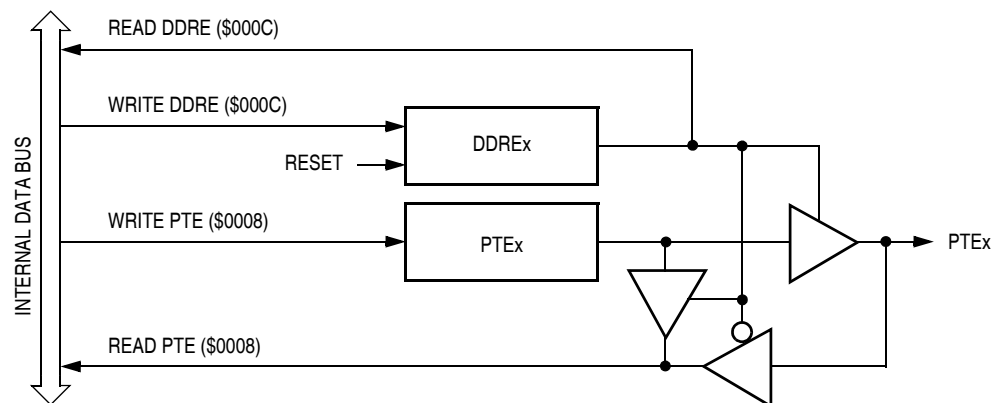 READ DDRE ($000C)
WRITE DDRE ($000C)
DDREx
RESET
INTERNAL DATA BUS
WRITE PTE ($0008)
PTEx
PTEx
READ PTE ($0008)